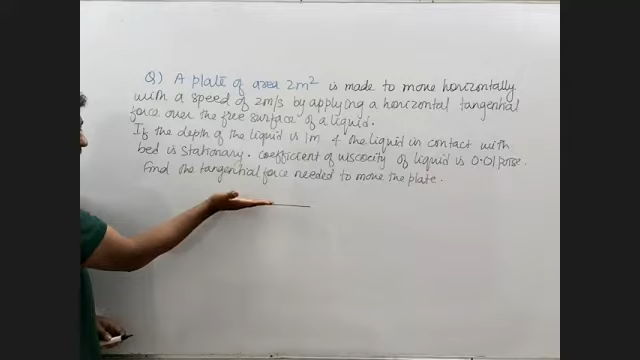 Q) A plate of area 2m² is made to move horizontally
with a speed of 2m/s by applying a horizontal tangential
force over the free surface of a liquid.
If the depth of the liquid is 1m & the liquid in contact with
bed is stationary. coefficient of viscocity of liquid is 0.01 poise.
Find the tangential force needed to move the plate.